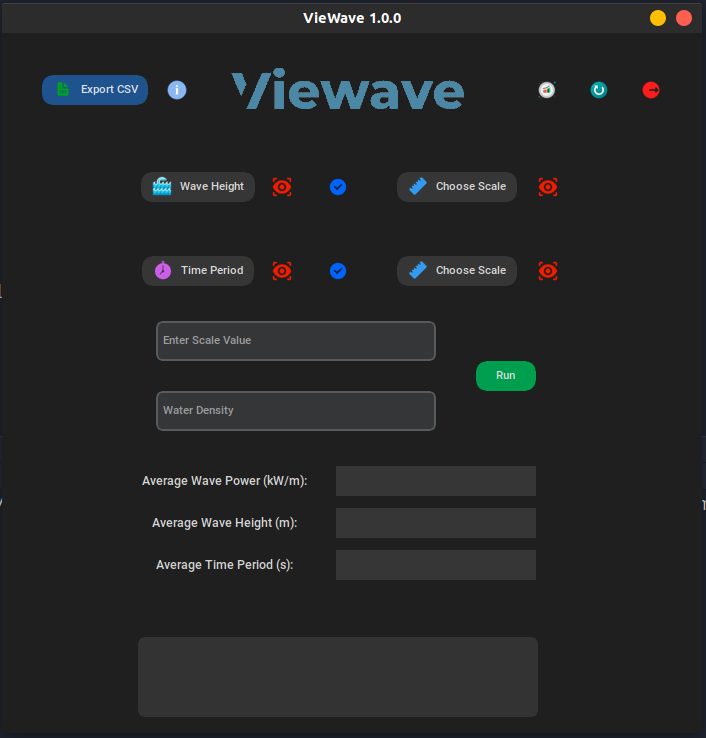 VieWave 1.0.0
Export CSV
Viewave
Wave Height
Choose Scale
Time Period
Choose Scale
Enter Scale Value
Run
Water Density
Average Wave Power (kW/m):
Average Wave Height (m):
Average Time Period (s):